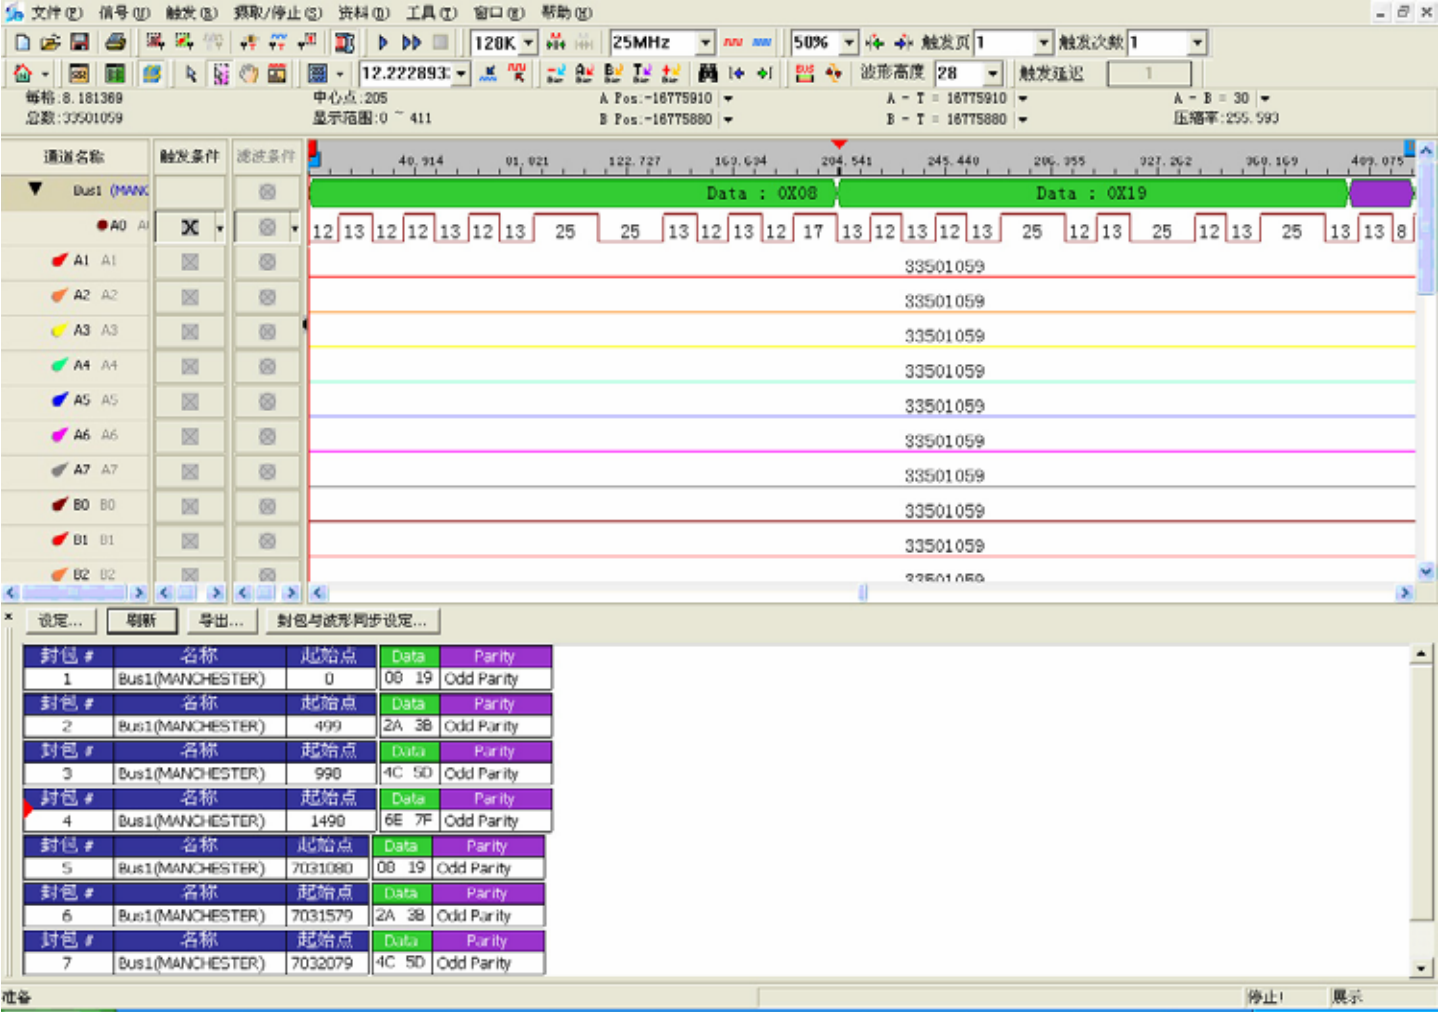 文件(F) 信号(U) 触发(R) 摄取/停止(S) 资料(D) 工具(T) 窗口(W) 帮助(H)
128K 25MHz 50% 触发页 1 触发次数 1
12.222893: 波形高度 28 触发延迟 1
每格:8.181369 中心点:205 A Pos:-16775910 A - T = 16775910 A - B = 30
总数:33501059 显示范围:0 ~ 411 B Pos:-16775880 B - T = 16775880 压缩率:255.593
通道名称 触发条件 滤波条件 40.914 81.821 122.727 163.634 204.541 245.448 286.355 327.262 368.169 409.075
Bus1 (MANC Data : 0X08 Data : 0X19
A0 A( 12 13 12 12 13 12 13 25 25 13 12 13 12 17 13 12 13 12 13 25 12 13 25 12 13 25 13 13 8
A1 A1 33501059
A2 A2 33501059
A3 A3 33501059
A4 A4 33501059
A5 A5 33501059
A6 A6 33501059
A7 A7 33501059
B0 B0 33501059
B1 B1 33501059
B2 B2 33501059
设定... 刷新 导出... 封包与波形同步设定...
封包 # 名称 起始点 Data Parity
1 Bus1(MANCHESTER) 0 08 19 Odd Parity
封包 # 名称 起始点 Data Parity
2 Bus1(MANCHESTER) 499 2A 3B Odd Parity
封包 # 名称 起始点 Data Parity
3 Bus1(MANCHESTER) 998 4C 5D Odd Parity
封包 # 名称 起始点 Data Parity
4 Bus1(MANCHESTER) 1498 6E 7F Odd Parity
封包 # 名称 起始点 Data Parity
5 Bus1(MANCHESTER) 7031080 08 19 Odd Parity
封包 # 名称 起始点 Data Parity
6 Bus1(MANCHESTER) 7031579 2A 3B Odd Parity
封包 # 名称 起始点 Data Parity
7 Bus1(MANCHESTER) 7032079 4C 5D Odd Parity
准备 停止! 展示